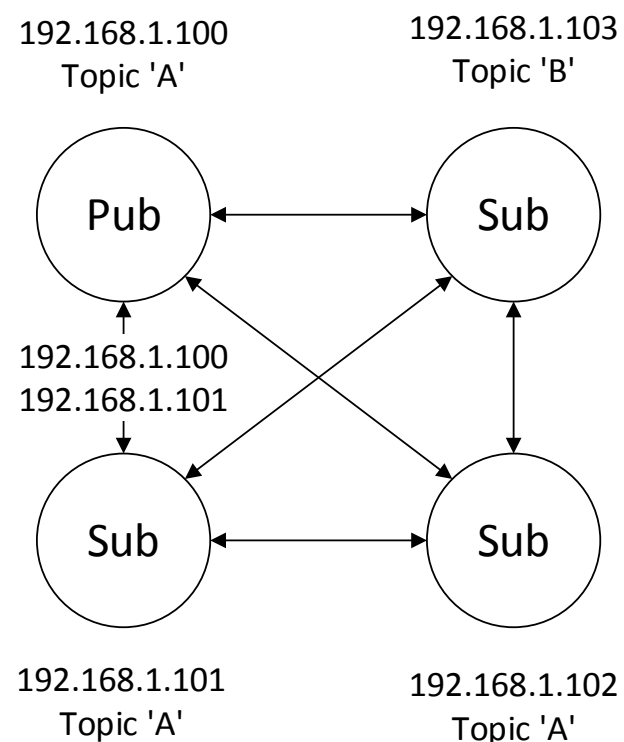 192.168.1.100
Topic 'A'
192.168.1.103
Topic 'B'
Pub
Sub
192.168.1.100
192.168.1.101
Sub
Sub
192.168.1.101
Topic 'A'
192.168.1.102
Topic 'A'